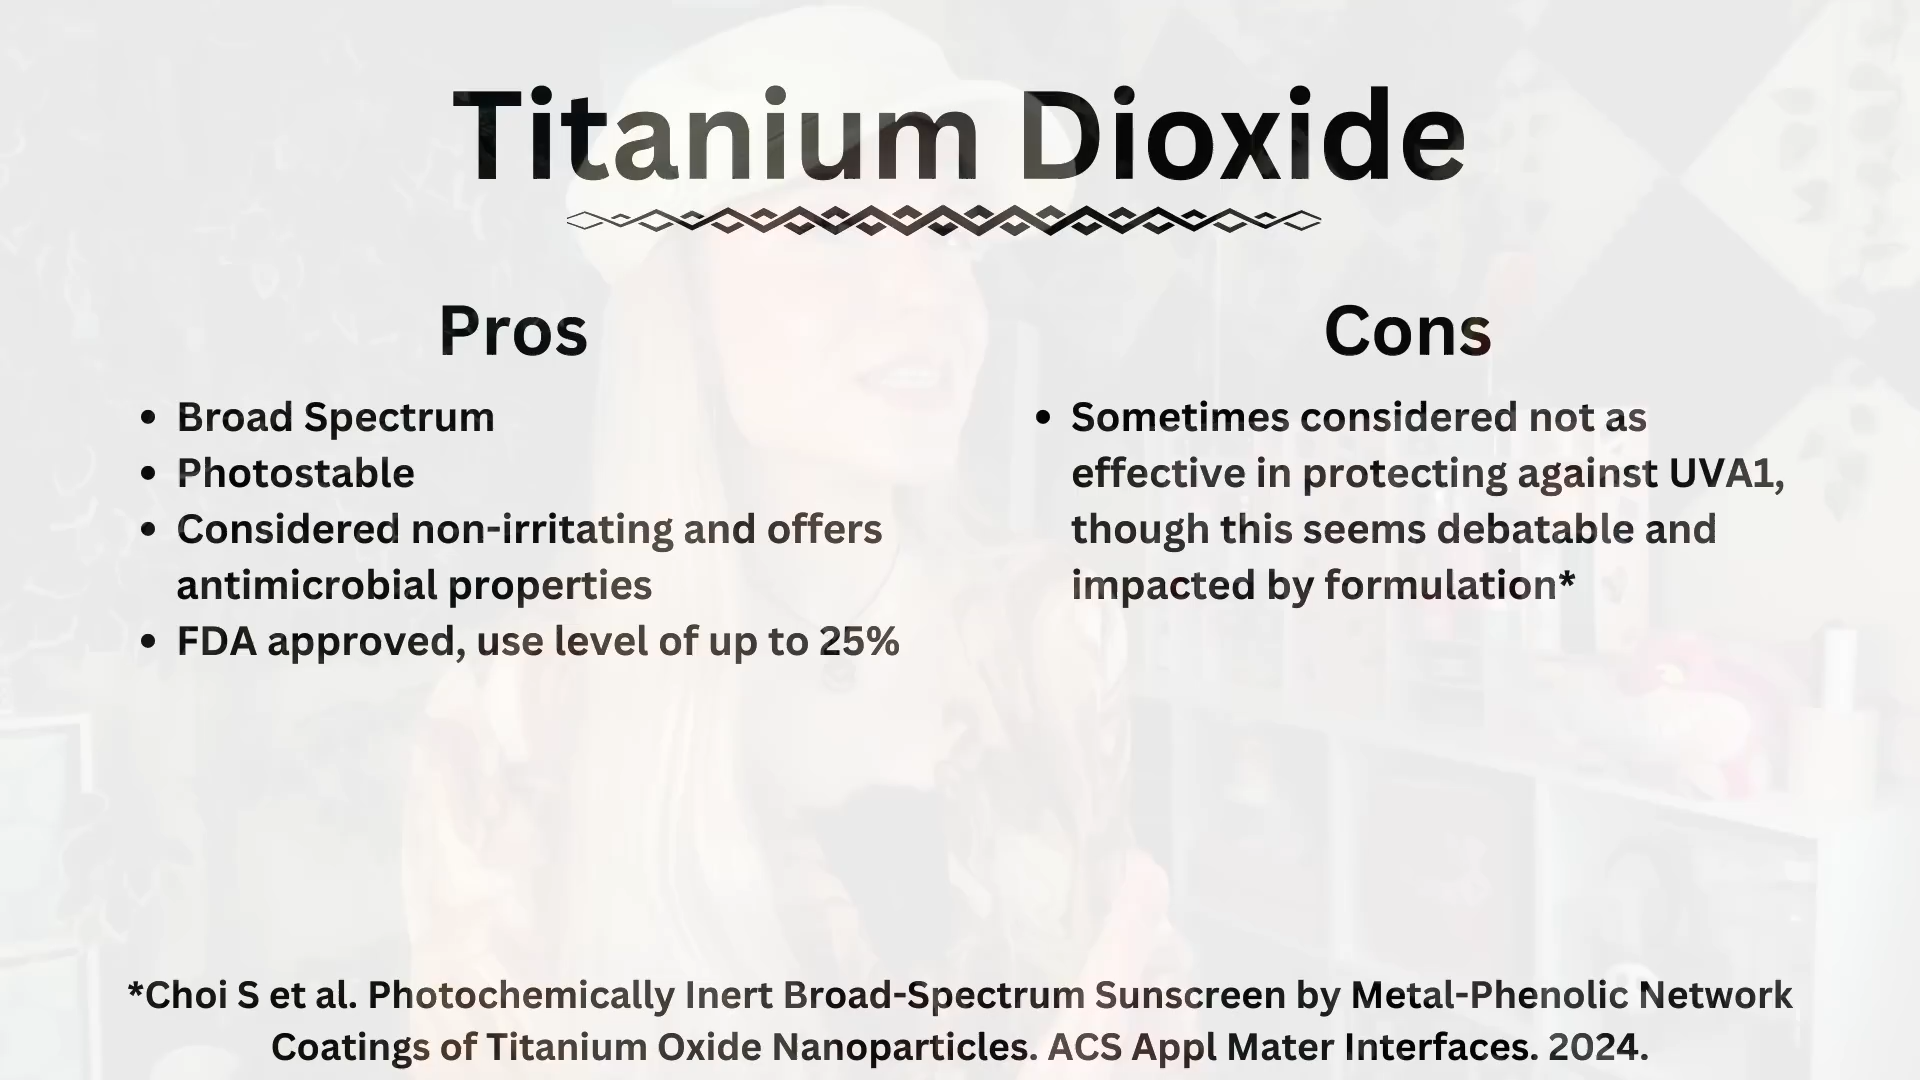 Titanium Dioxide
Pros
• Broad Spectrum
• Photostable
• Considered non-irritating and offers
antimicrobial properties
• FDA approved, use level of up to 25%
Cons
• Sometimes considered not as
effective in protecting against UVA1,
though this seems debatable and
impacted by formulation*
*Choi S et al. Photochemically Inert Broad-Spectrum Sunscreen by Metal-Phenolic Network
Coatings of Titanium Oxide Nanoparticles. ACS Appl Mater Interfaces. 2024.